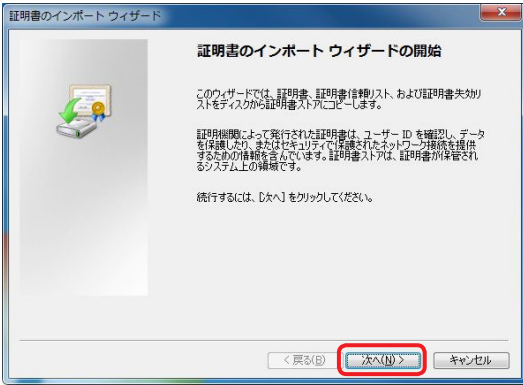 証明書のインポート ウィザード
証明書のインポート ウィザードの開始
このウィザードでは、証明書、証明書信頼リスト、および証明書失効リ
ストをディスクから証明書ストアにコピーします。
証明機関によって発行された証明書は、ユーザー ID を確認し、データ
を保護したり、またはセキュリティで保護されたネットワーク接続を提供
するための情報を含んでいます。証明書ストアは、証明書が保管され
るシステム上の領域です。
続行するには、[次へ] をクリックしてください。
< 戻る(B)
次へ(N) >
キャンセル